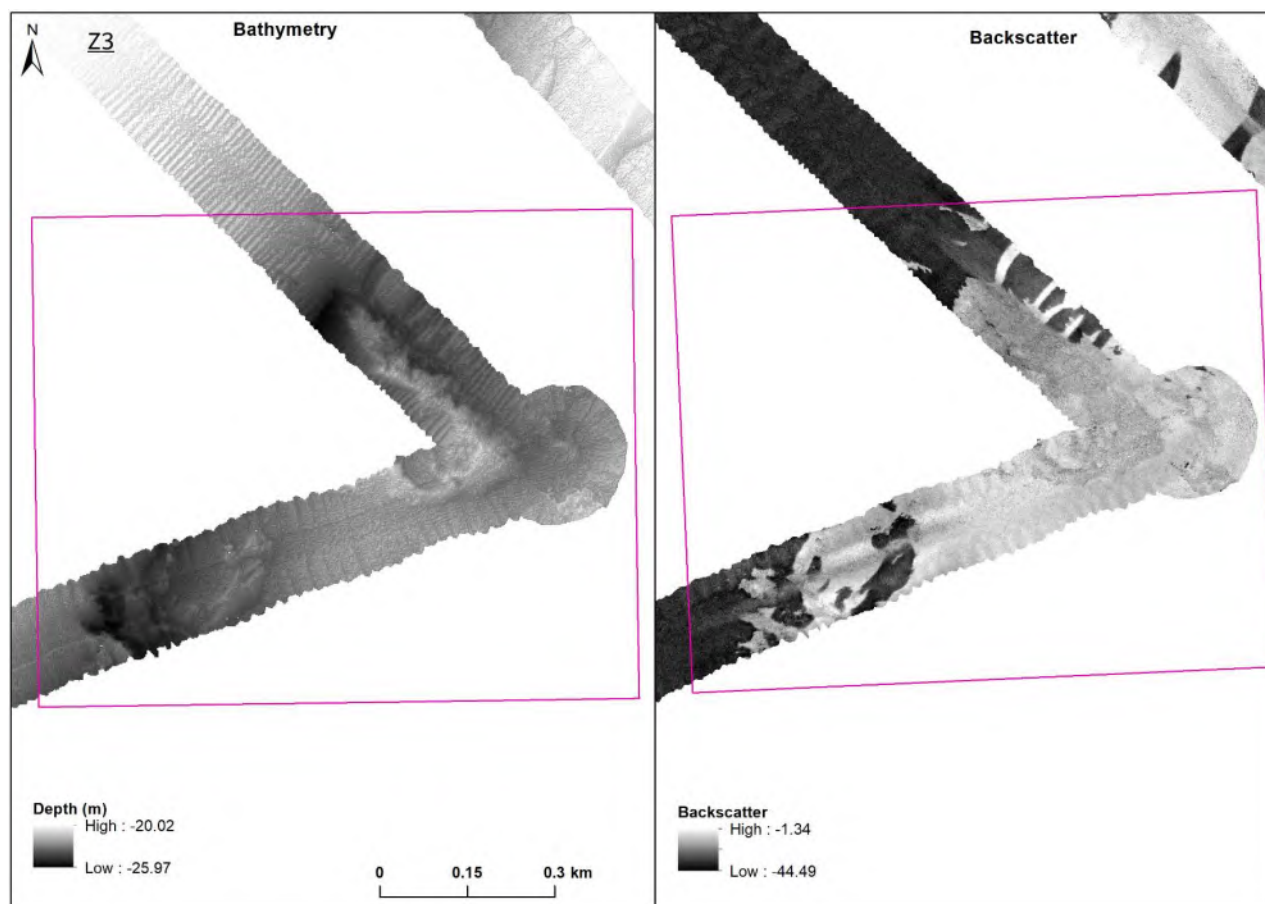 N
Z3
Bathymetry
Backscatter
Depth (m)
High : -20.02
Low : -25.97
0 0.15 0.3 km
Backscatter
High : -1.34
Low : -44.49